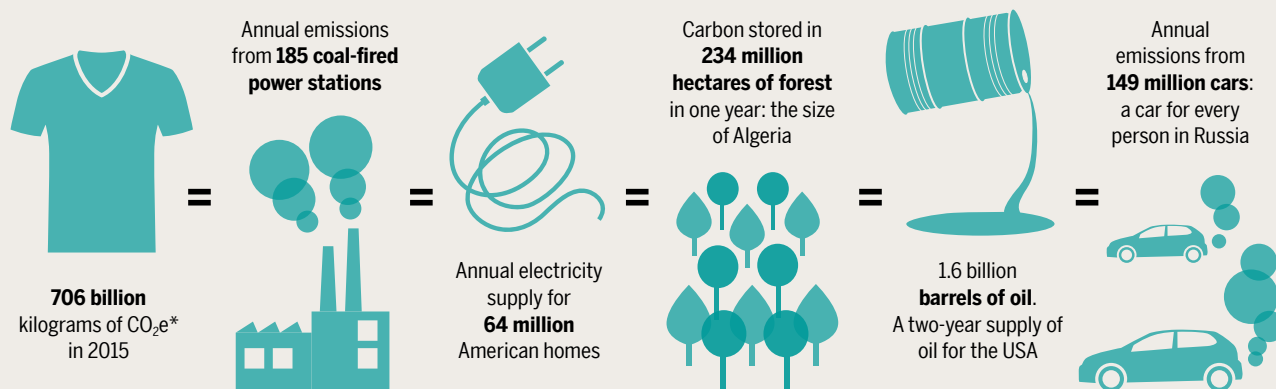 706 billion
kilograms of CO₂e*
in 2015
=
Annual emissions
from 185 coal-fired
power stations
=
Annual electricity
supply for
64 million
American homes
=
Carbon stored in
234 million
hectares of forest
in one year: the size
of Algeria
=
1.6 billion
barrels of oil.
A two-year supply of
oil for the USA
=
Annual
emissions from
149 million cars:
a car for every
person in Russia